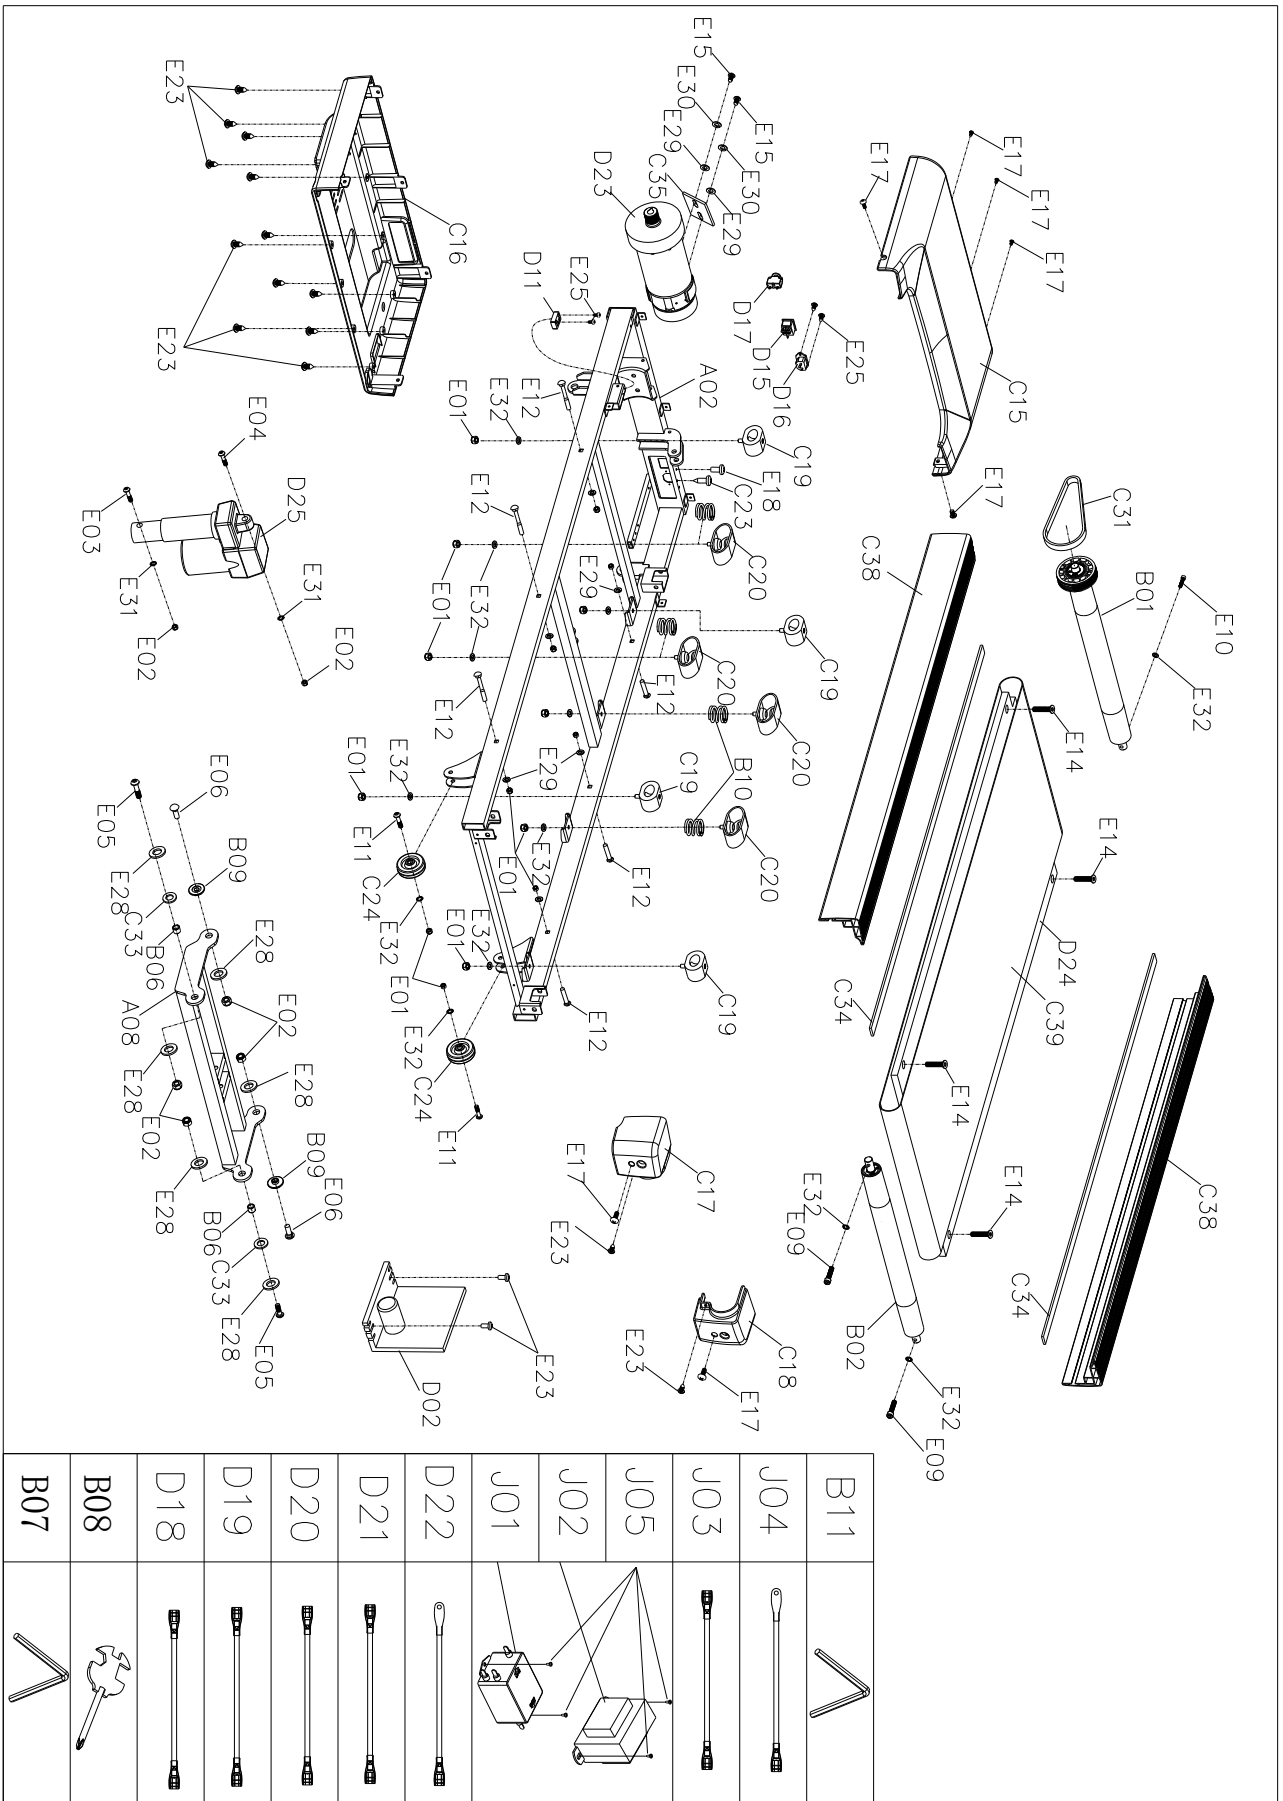 E15
E30
E29
C35
D23
E15
E30
E29
E17
E17
E17
E17
C15
E17
D17
D15
D16
E25
E25
D11
A02
E23
C16
E23
E04
D25
E03
E31
E02
E31
E02
E12
E32
E01
C19
E18
C23
E12
C20
E32
E01
E29
C19
E12
C20
E32
E01
E12
C20
B10
E29
C19
E32
E01
C20
E32
E01
E12
E11
C24
E32
E01
E32
E01
C19
E12
E32
C24
E11
C31
B01
E10
E32
C38
C34
E14
E14
D24
C39
E14
E14
C34
C38
E32
E09
B02
E32
E09
E06
E05
B09
E28
C33
B06
A08
E28
E02
E28
E28
E02
E28
B09
E06
B06
C33
E28
E05
C17
E17
E23
C18
E17
E23
D02
E23
B11
J04
J03
J05
J02
J01
D22
D21
D20
D19
D18
B08
B07